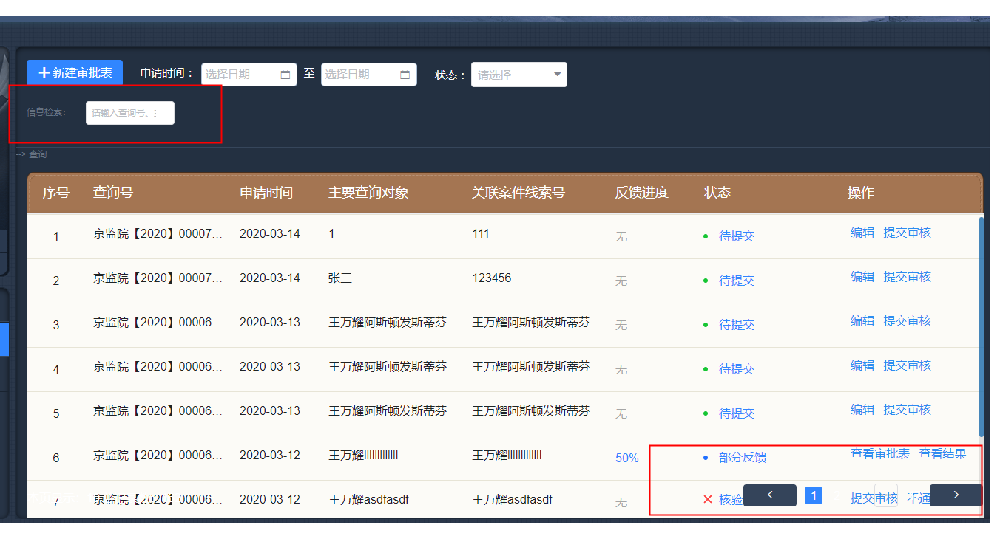 新建审批表 申请时间： 选择日期 至 选择日期 状态： 请选择
信息检索： 请输入查询号、
--> 查询
序号 查询号 申请时间 主要查询对象 关联案件线索号 反馈进度 状态 操作
1 京监院【2020】00007... 2020-03-14 1 111 无 待提交 编辑 提交审核
2 京监院【2020】00007... 2020-03-14 张三 123456 无 待提交 编辑 提交审核
3 京监院【2020】00006... 2020-03-13 王万耀阿斯顿发斯蒂芬 王万耀阿斯顿发斯蒂芬 无 待提交 编辑 提交审核
4 京监院【2020】00006... 2020-03-13 王万耀阿斯顿发斯蒂芬 王万耀阿斯顿发斯蒂芬 无 待提交 编辑 提交审核
5 京监院【2020】00006... 2020-03-13 王万耀阿斯顿发斯蒂芬 王万耀阿斯顿发斯蒂芬 无 待提交 编辑 提交审核
6 京监院【2020】00006... 2020-03-12 王万耀lllllllllllll 王万耀lllllllllllll 50% 部分反馈 查看审批表 查看结果
7 京监院【2020】00006... 2020-03-12 王万耀asdfasdf 王万耀asdfasdf 无 核验 < 1 提交审核 不通 >